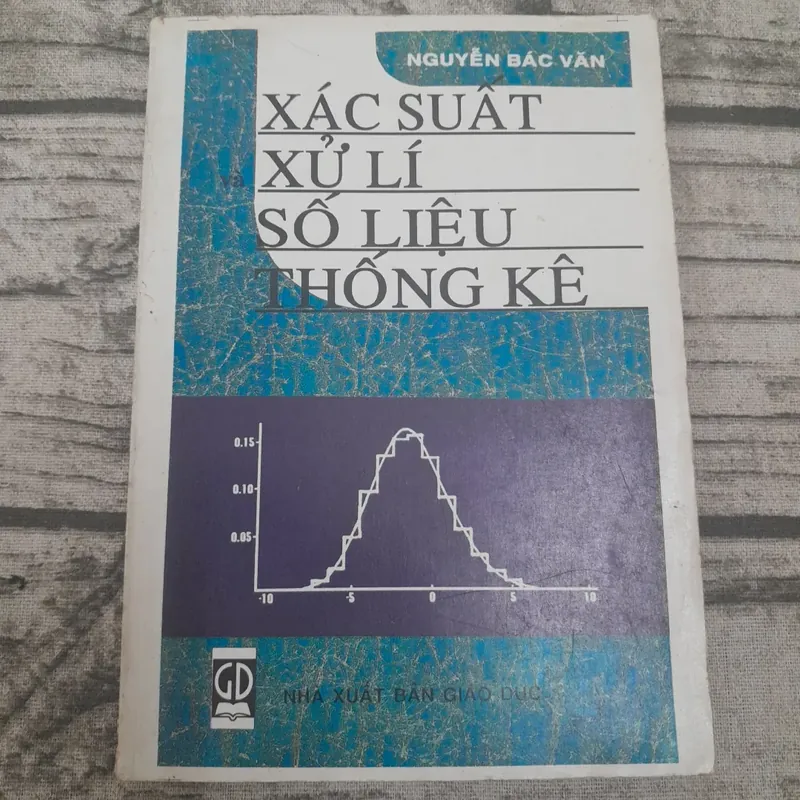 NGUYỄN BÁC VĂN
XÁC SUẤT
và XỬ LÍ
SỐ LIỆU
THỐNG KÊ
0.15
0.10
0.05
-10 -5 0 5 10
GD
NHÀ XUẤT BẢN GIÁO DỤC